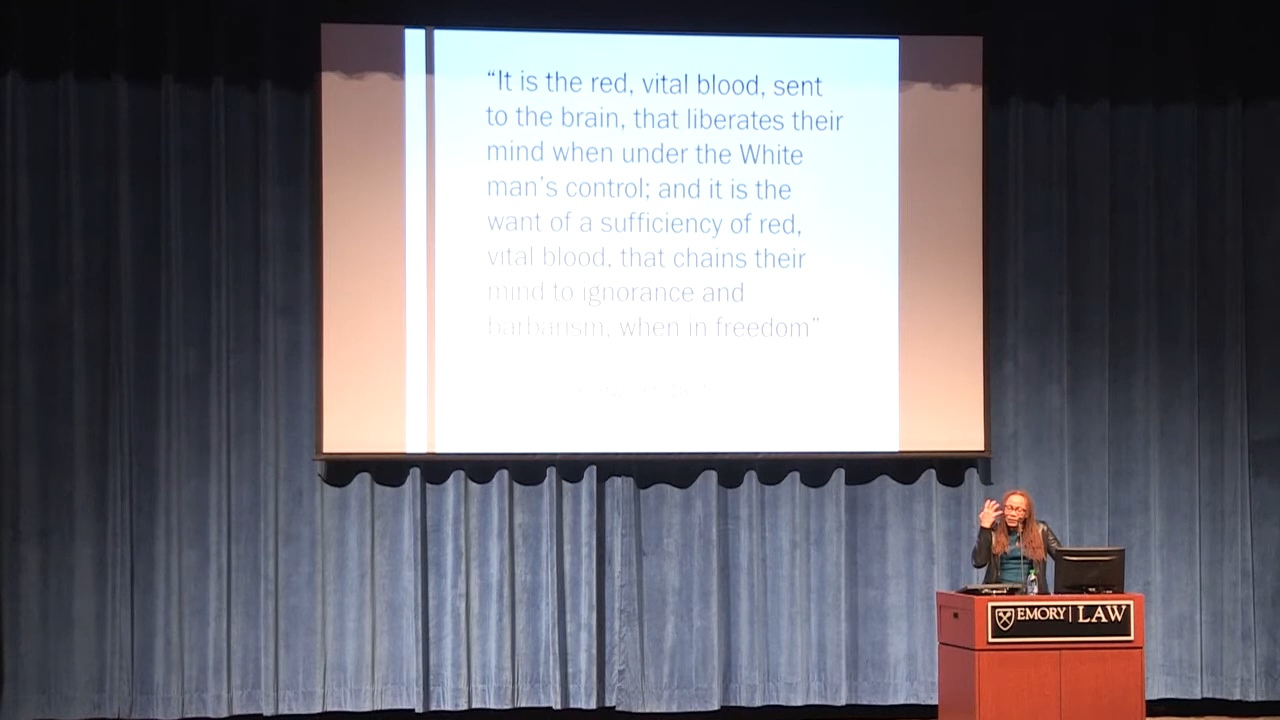 “It is the red, vital blood, sent
to the brain, that liberates their
mind when under the White
man’s control; and it is the
want of a sufficiency of red,
vital blood, that chains their
mind to ignorance and
barbarism, when in freedom”
EMORY | LAW